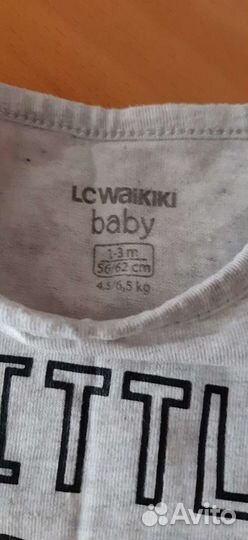 LC WAIKIKI
baby
1-3 m
56/62 cm
4.5/6,5 kg
ITTL
Avito